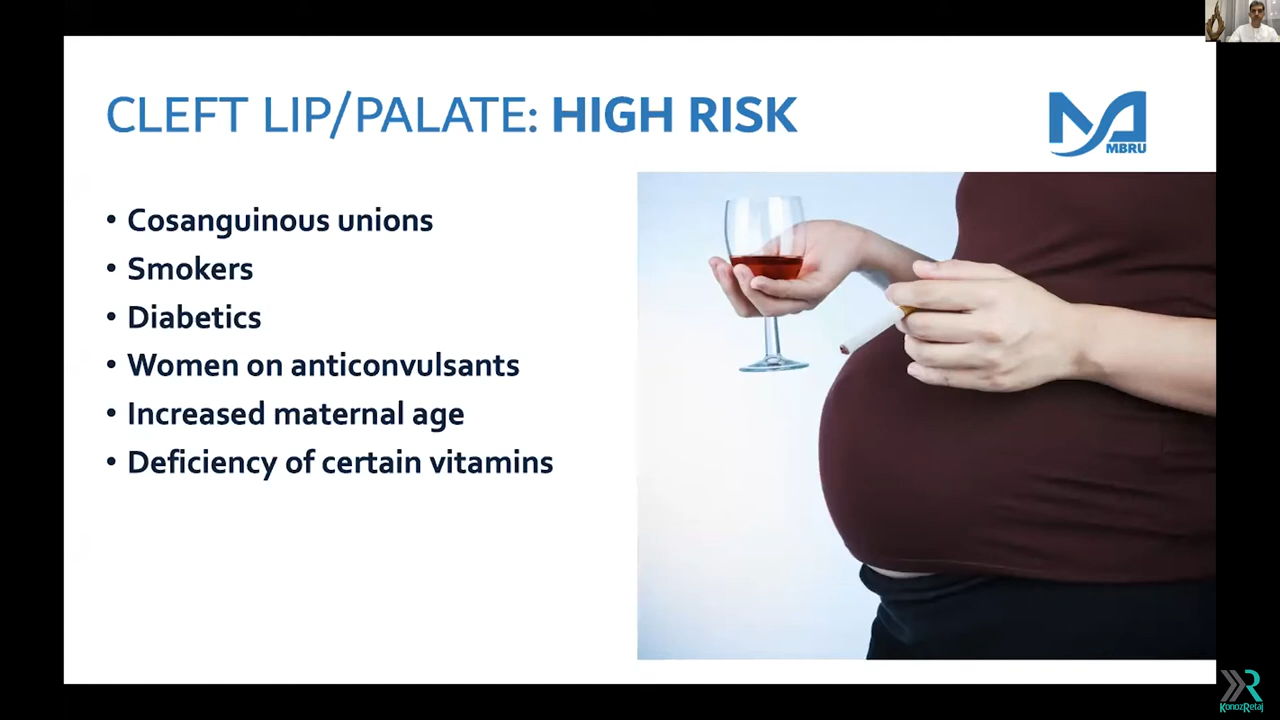 CLEFT LIP/PALATE: HIGH RISK
MBRU
• Cosanguinous unions
• Smokers
• Diabetics
• Women on anticonvulsants
• Increased maternal age
• Deficiency of certain vitamins
KonozRetaj